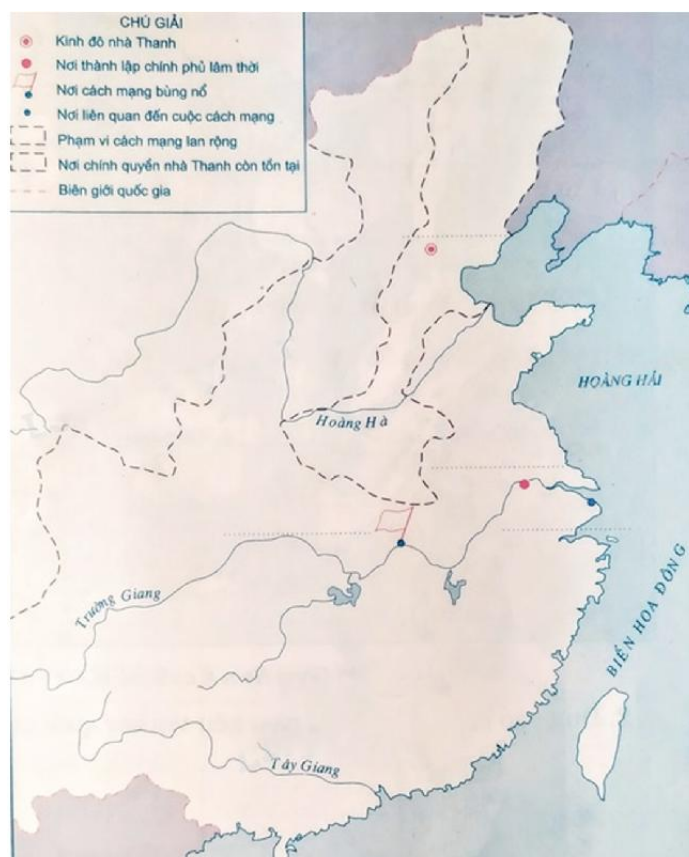 CHÚ GIẢI
Kinh đô nhà Thanh
Nơi thành lập chính phủ lâm thời
Nơi cách mạng bùng nổ
Nơi liên quan đến cuộc cách mạng
Phạm vi cách mạng lan rộng
Nơi chính quyền nhà Thanh còn tồn tại
Biên giới quốc gia
HOÀNG HẢI
Hoàng Hà
Trường Giang
BIỂN HOA ĐÔNG
Tây Giang